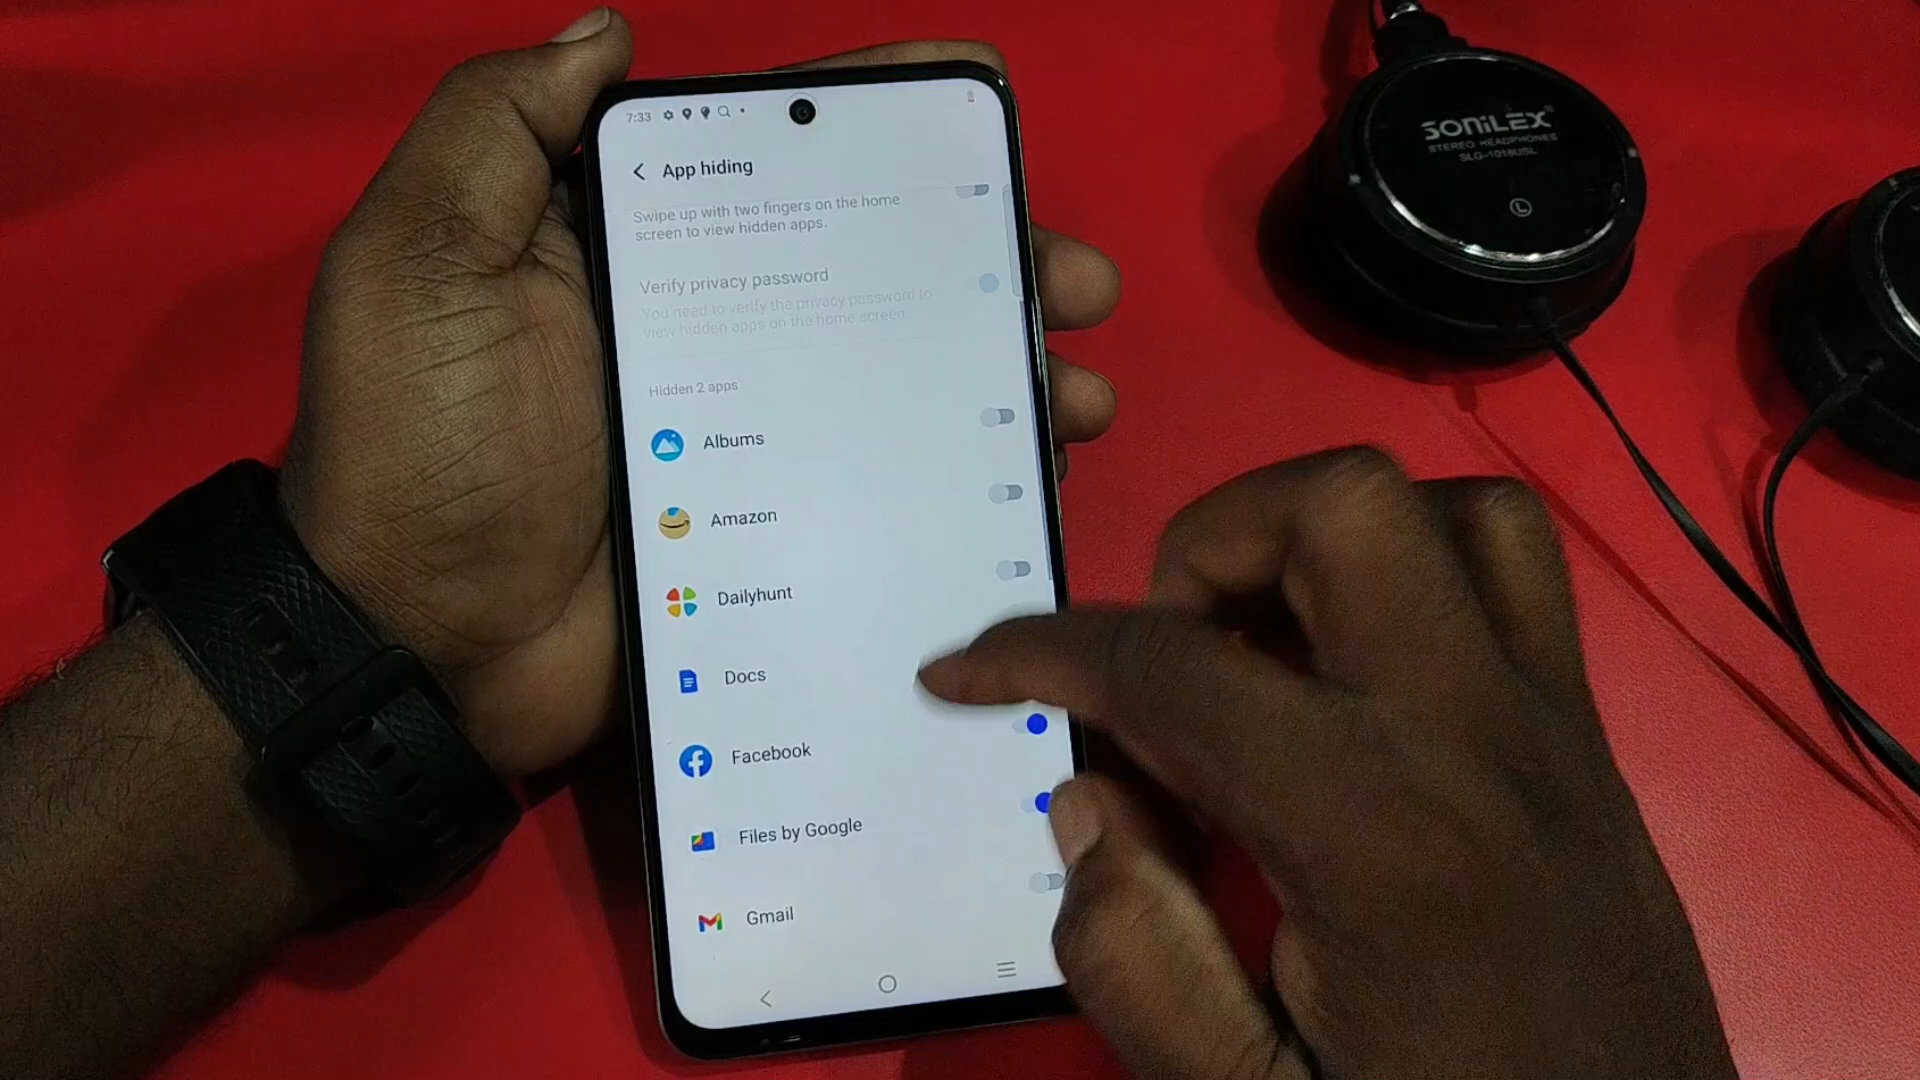 7:33
App hiding
Swipe up with two fingers on the home
screen to view hidden apps.
Verify privacy password
You need to verify the privacy password to
view hidden apps on the home screen.
Hidden 2 apps
Albums
Amazon
Dailyhunt
Docs
Facebook
Files by Google
Gmail
SONiLEX
STEREO HEADPHONES
SLG-1018USL
L